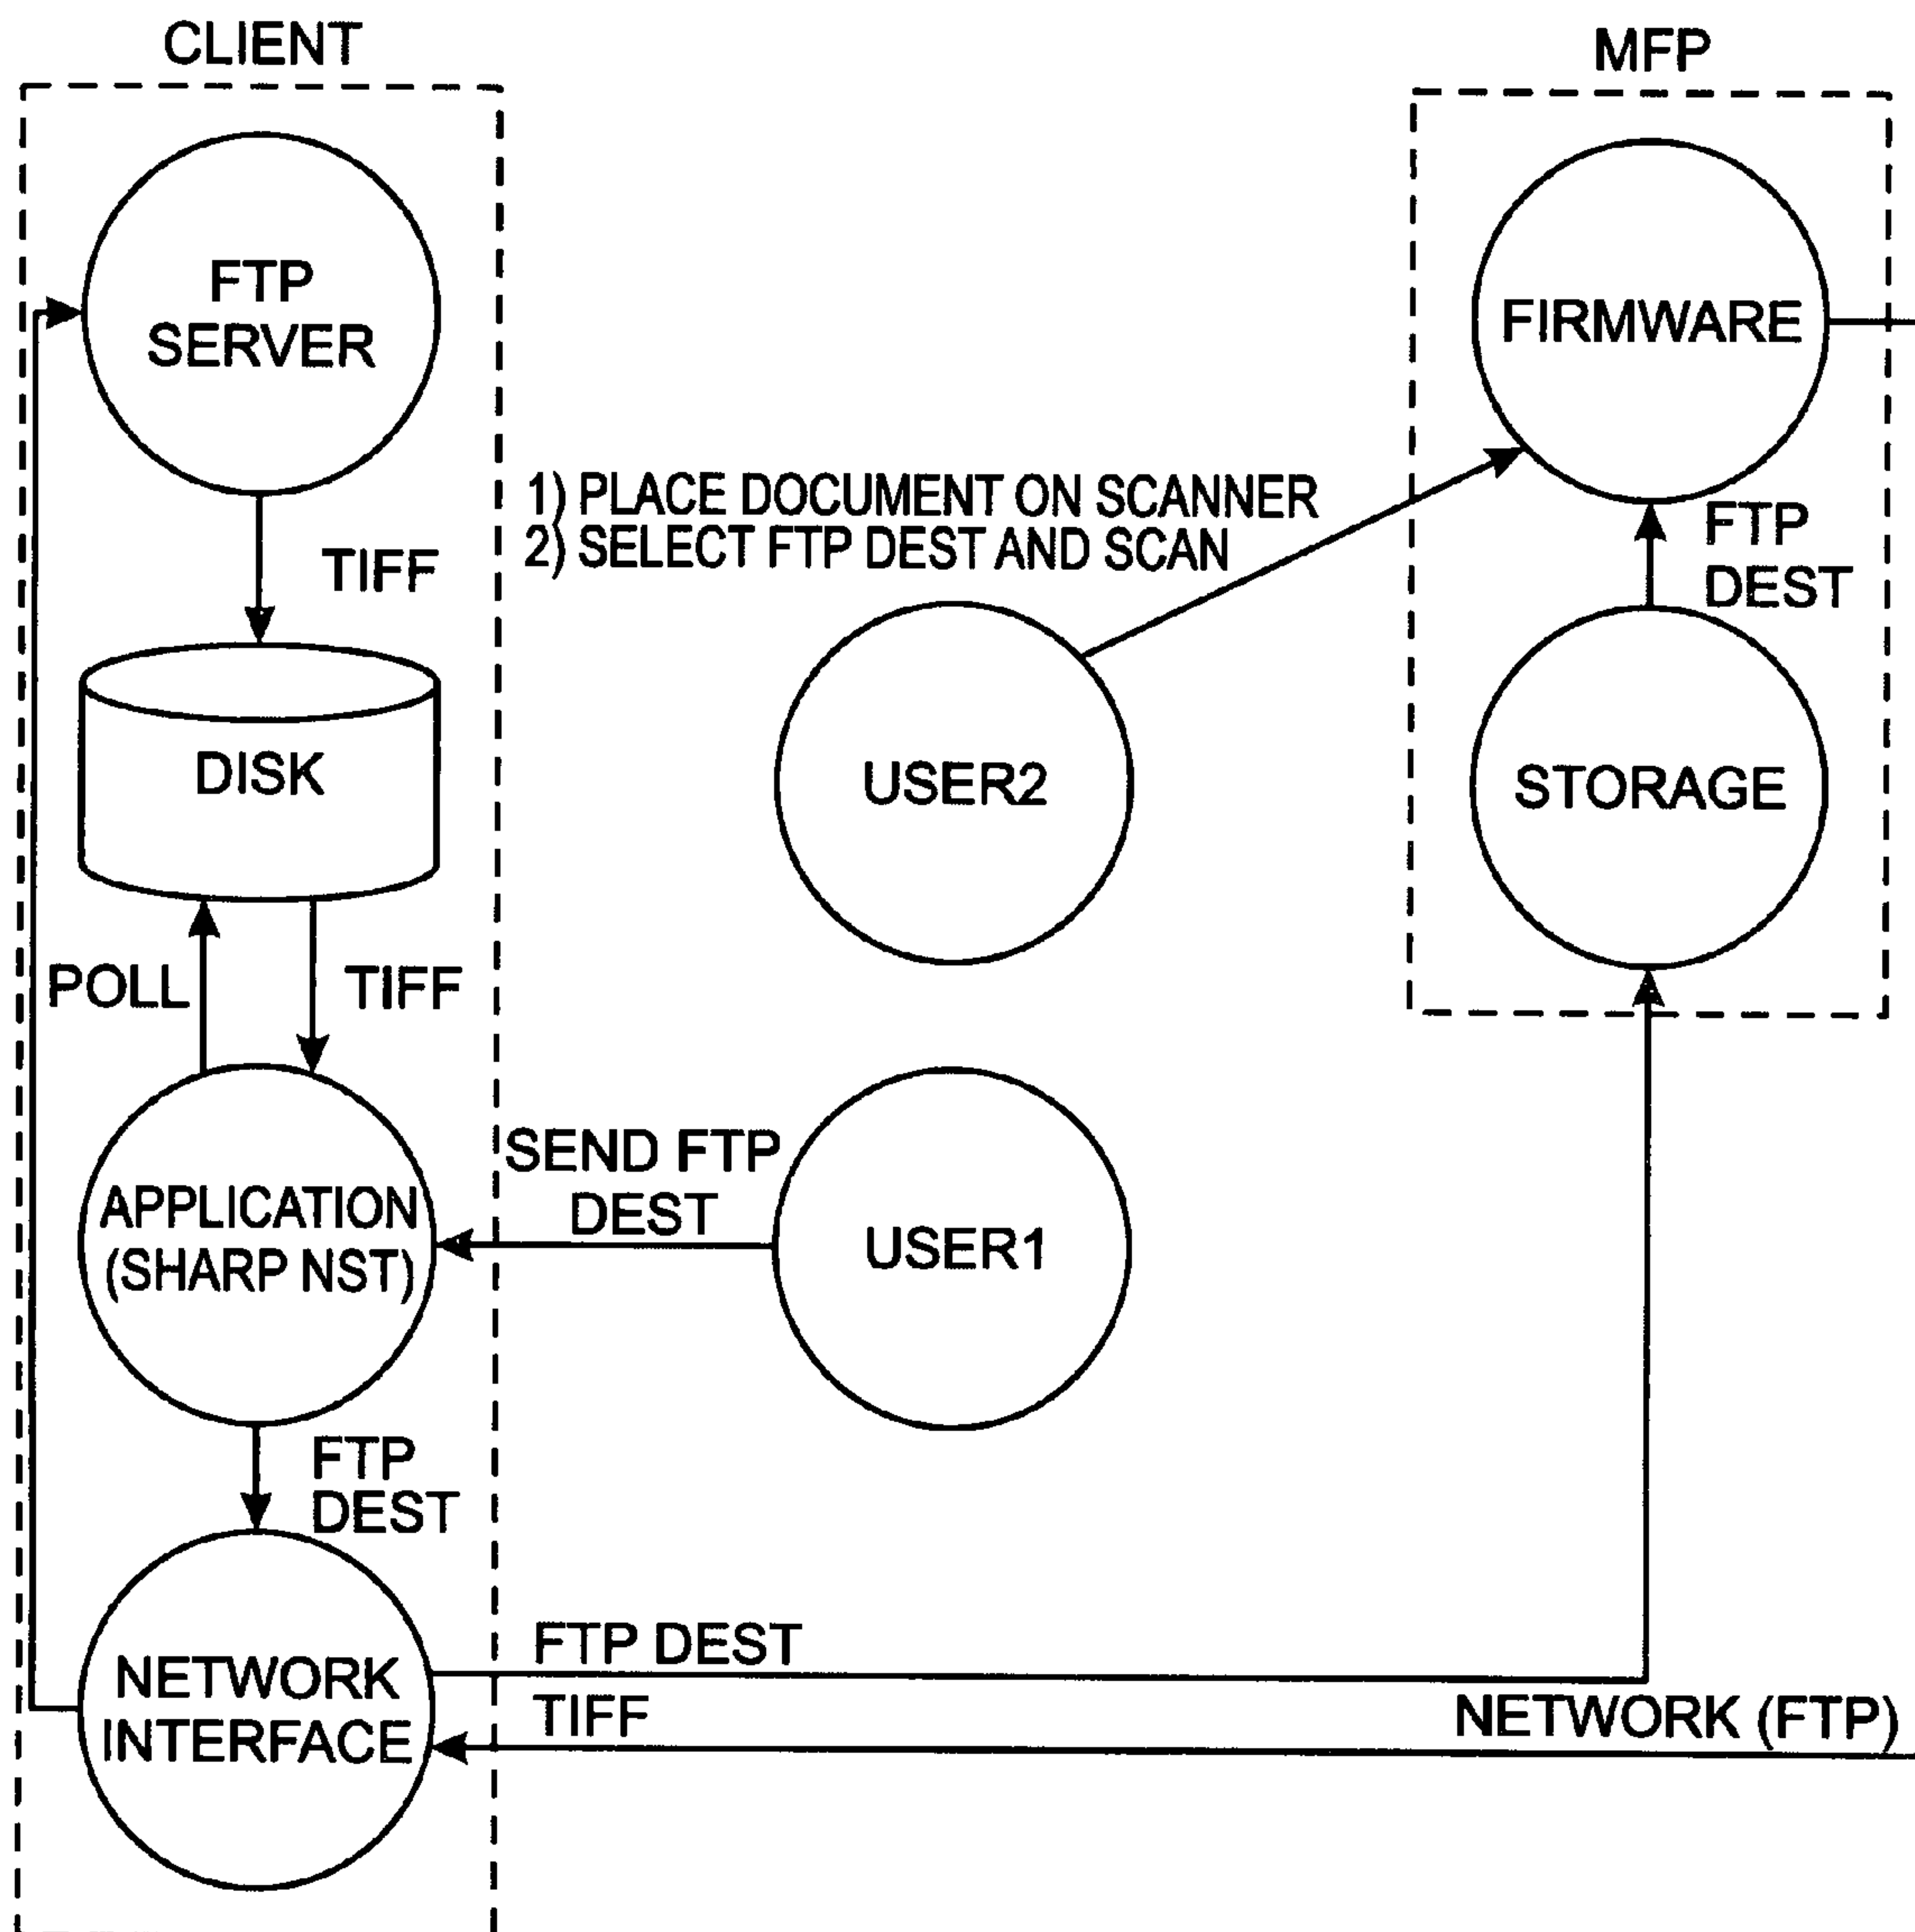 CLIENT
MFP
FTP
SERVER
FIRMWARE
1) PLACE DOCUMENT ON SCANNER
2) SELECT FTP DEST AND SCAN
TIFF
FTP
DEST
DISK
USER2
STORAGE
POLL
TIFF
SEND FTP
DEST
APPLICATION
(SHARP NST)
USER1
FTP
DEST
FTP DEST
NETWORK
INTERFACE
TIFF
NETWORK (FTP)